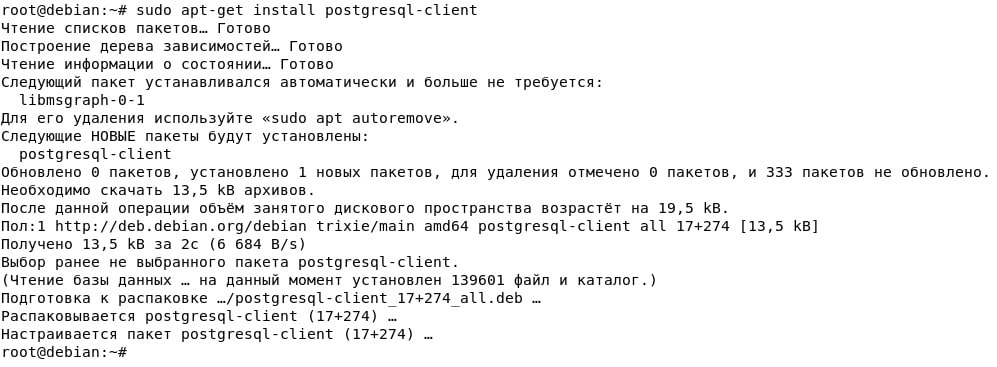 root@debian:~# sudo apt-get install postgresql-client
Чтение списков пакетов… Готово
Построение дерева зависимостей… Готово
Чтение информации о состоянии… Готово
Следующий пакет устанавливался автоматически и больше не требуется:
  libmsgraph-0-1
Для его удаления используйте «sudo apt autoremove».
Следующие НОВЫЕ пакеты будут установлены:
  postgresql-client
Обновлено 0 пакетов, установлено 1 новых пакетов, для удаления отмечено 0 пакетов, и 333 пакетов не обновлено.
Необходимо скачать 13,5 kB архивов.
После данной операции объём занятого дискового пространства возрастёт на 19,5 kB.
Пол:1 http://deb.debian.org/debian trixie/main amd64 postgresql-client all 17+274 [13,5 kB]
Получено 13,5 kB за 2с (6 684 B/s)
Выбор ранее не выбранного пакета postgresql-client.
(Чтение базы данных … на данный момент установлен 139601 файл и каталог.)
Подготовка к распаковке …/postgresql-client_17+274_all.deb …
Распаковывается postgresql-client (17+274) …
Настраивается пакет postgresql-client (17+274) …
root@debian:~#